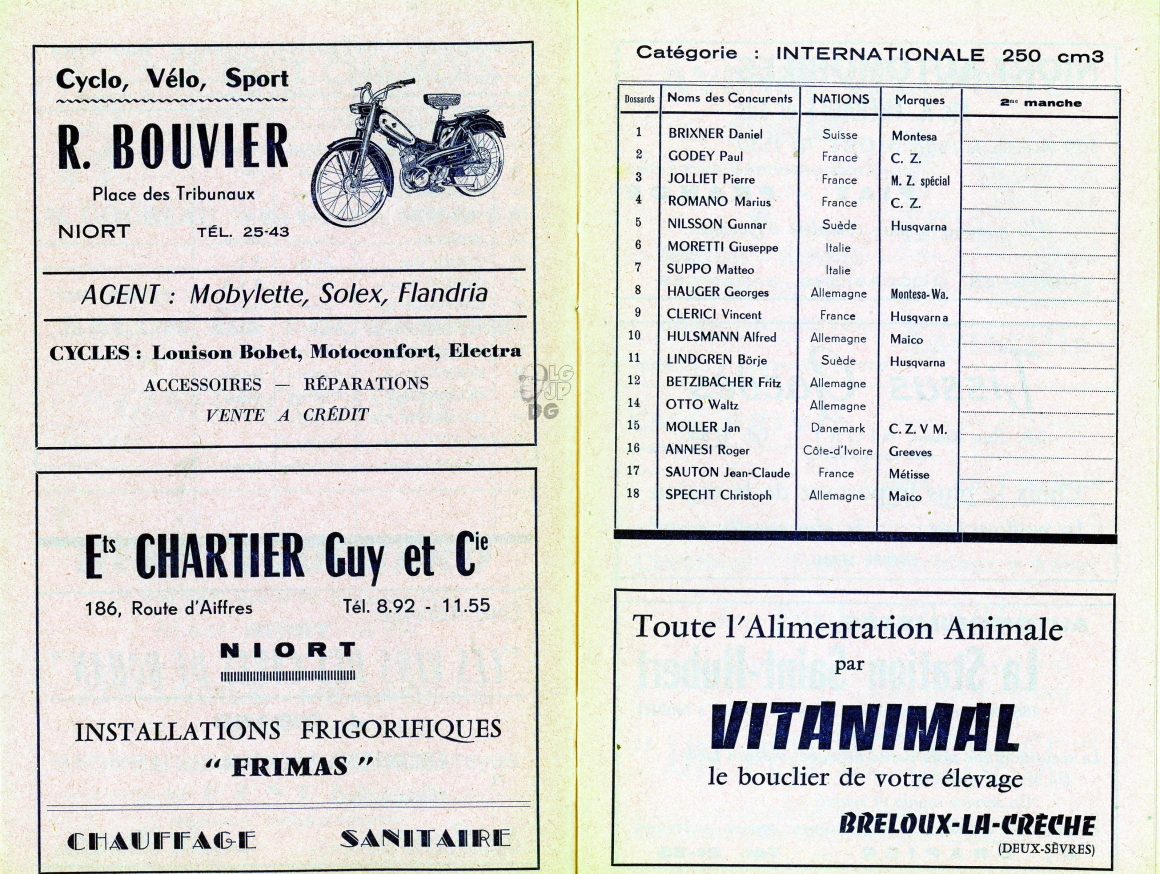 Cyclo, Vélo, Sport
R. BOUVIER
Place des Tribunaux
NIORT TÉL. 25-43
AGENT : Mobylette, Solex, Flandria
CYCLES : Louison Bobet, Motoconfort, Electra
ACCESSOIRES — RÉPARATIONS
VENTE A CRÉDIT
Ets CHARTIER Guy et Cie
186, Route d'Aiffres Tél. 8.92 - 11.55
NIORT
INSTALLATIONS FRIGORIFIQUES
“ FRIMAS ”
CHAUFFAGE SANITAIRE
LG
JP
DG
Catégorie : INTERNATIONALE 250 cm3
Dossards Noms des Concurents NATIONS Marques 2me manche
1 BRIXNER Daniel Suisse Montesa
2 GODEY Paul France C. Z.
3 JOLLIET Pierre France M. Z. spécial
4 ROMANO Marius France C. Z.
5 NILSSON Gunnar Suède Husqvarna
6 MORETTI Giuseppe Italie
7 SUPPO Matteo Italie
8 HAUGER Georges Allemagne Montesa-Wa.
9 CLERICI Vincent France Husqvarna
10 HULSMANN Alfred Allemagne Maico
11 LINDGREN Börje Suède Husqvarna
12 BETZIBACHER Fritz Allemagne
14 OTTO Waltz Allemagne
15 MOLLER Jan Danemark C. Z. V M.
16 ANNESI Roger Côte-d'Ivoire Greeves
17 SAUTON Jean-Claude France Métisse
18 SPECHT Christoph Allemagne Maico
Toute l'Alimentation Animale
par
VITANIMAL
le bouclier de votre élevage
BRELOUX-LA-CRÈCHE
(DEUX-SÈVRES)